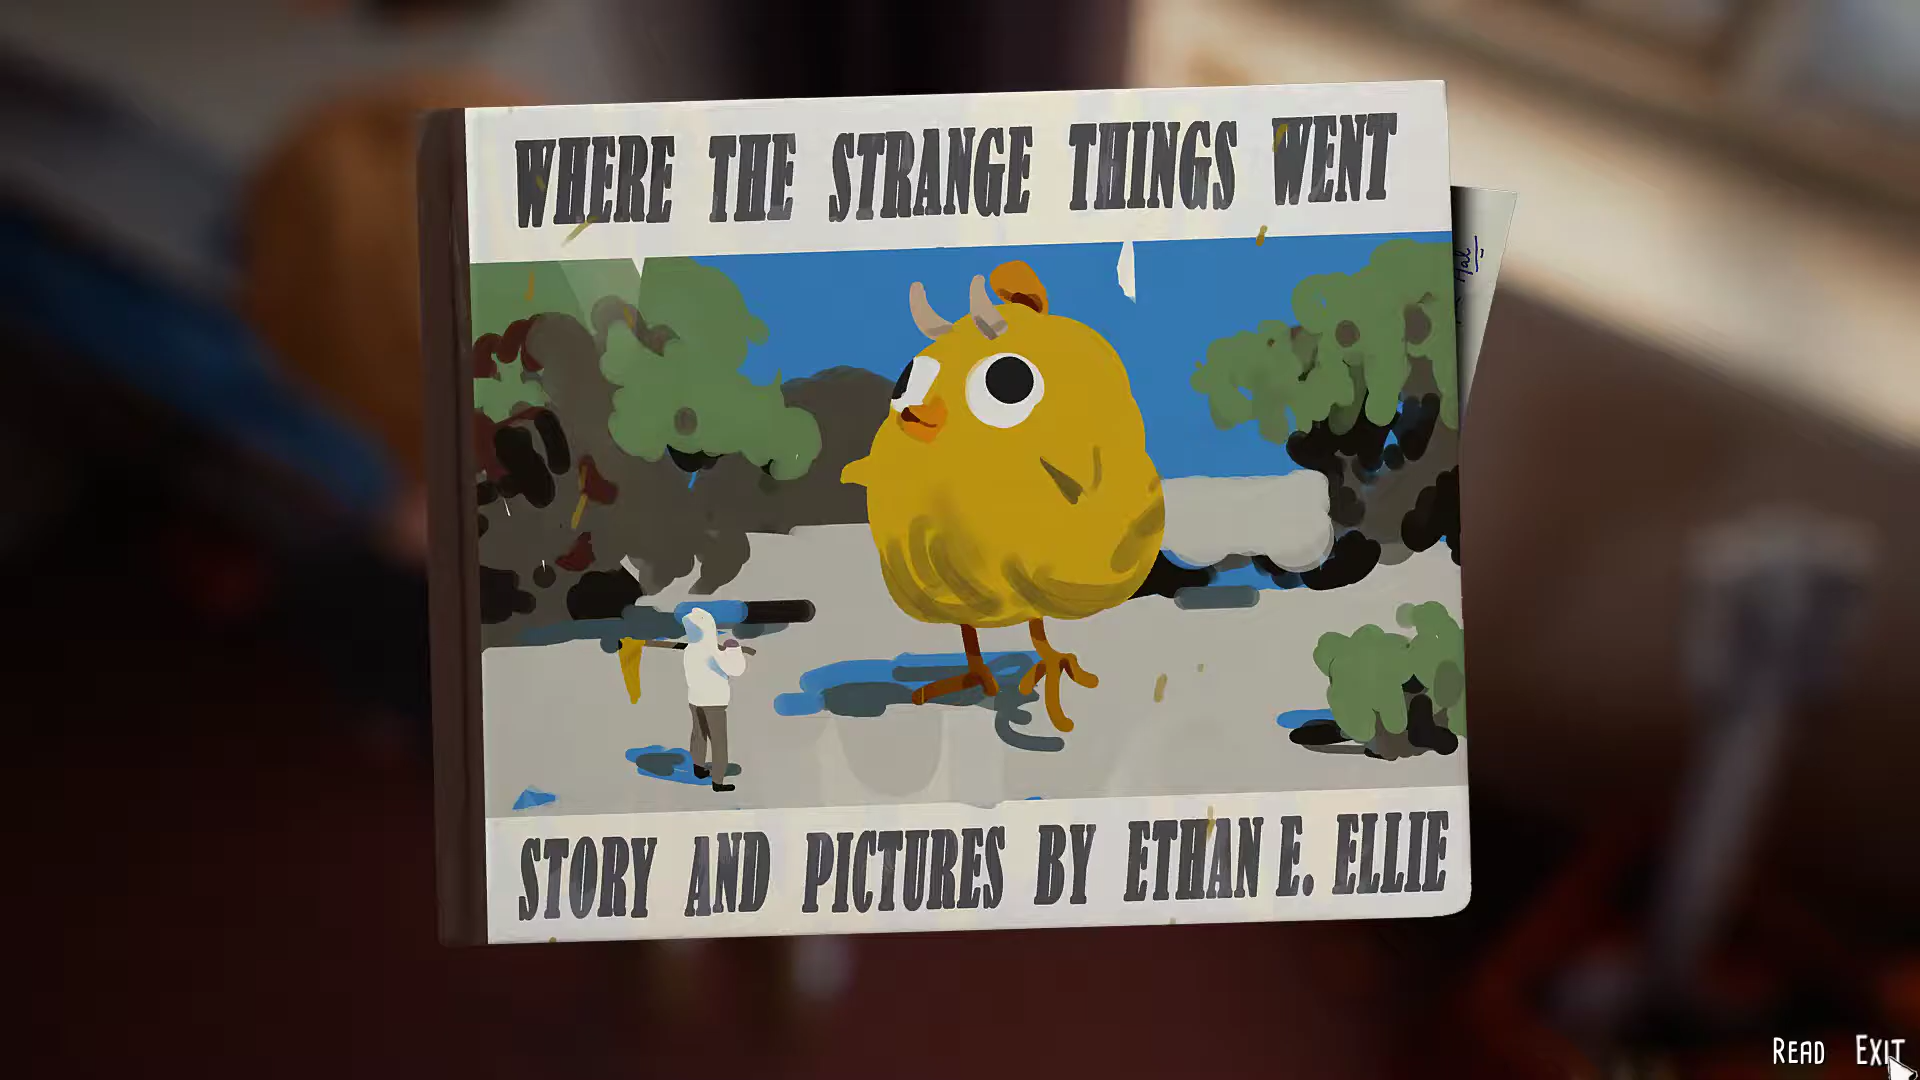 WHERE THE STRANGE THINGS WENT
STORY AND PICTURES BY ETHAN E. ELLIE
READ EXIT